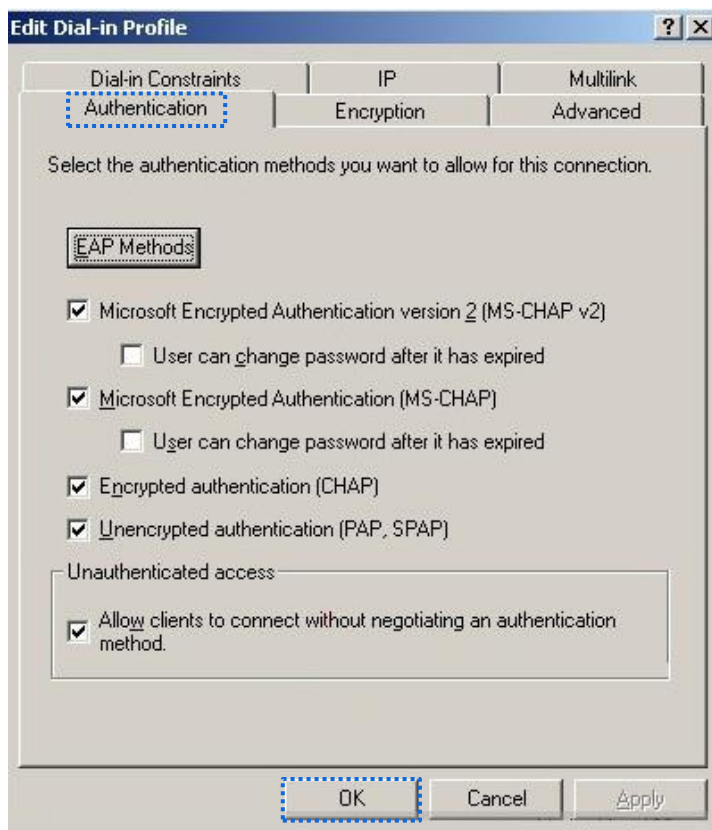 Edit Dial-in Profile
Dial-in Constraints IP Multilink
Authentication Encryption Advanced
Select the authentication methods you want to allow for this connection.
EAP Methods
Microsoft Encrypted Authentication version 2 (MS-CHAP v2)
User can change password after it has expired
Microsoft Encrypted Authentication (MS-CHAP)
User can change password after it has expired
Encrypted authentication (CHAP)
Unencrypted authentication (PAP, SPAP)
Unauthenticated access
Allow clients to connect without negotiating an authentication
method.
OK Cancel Apply